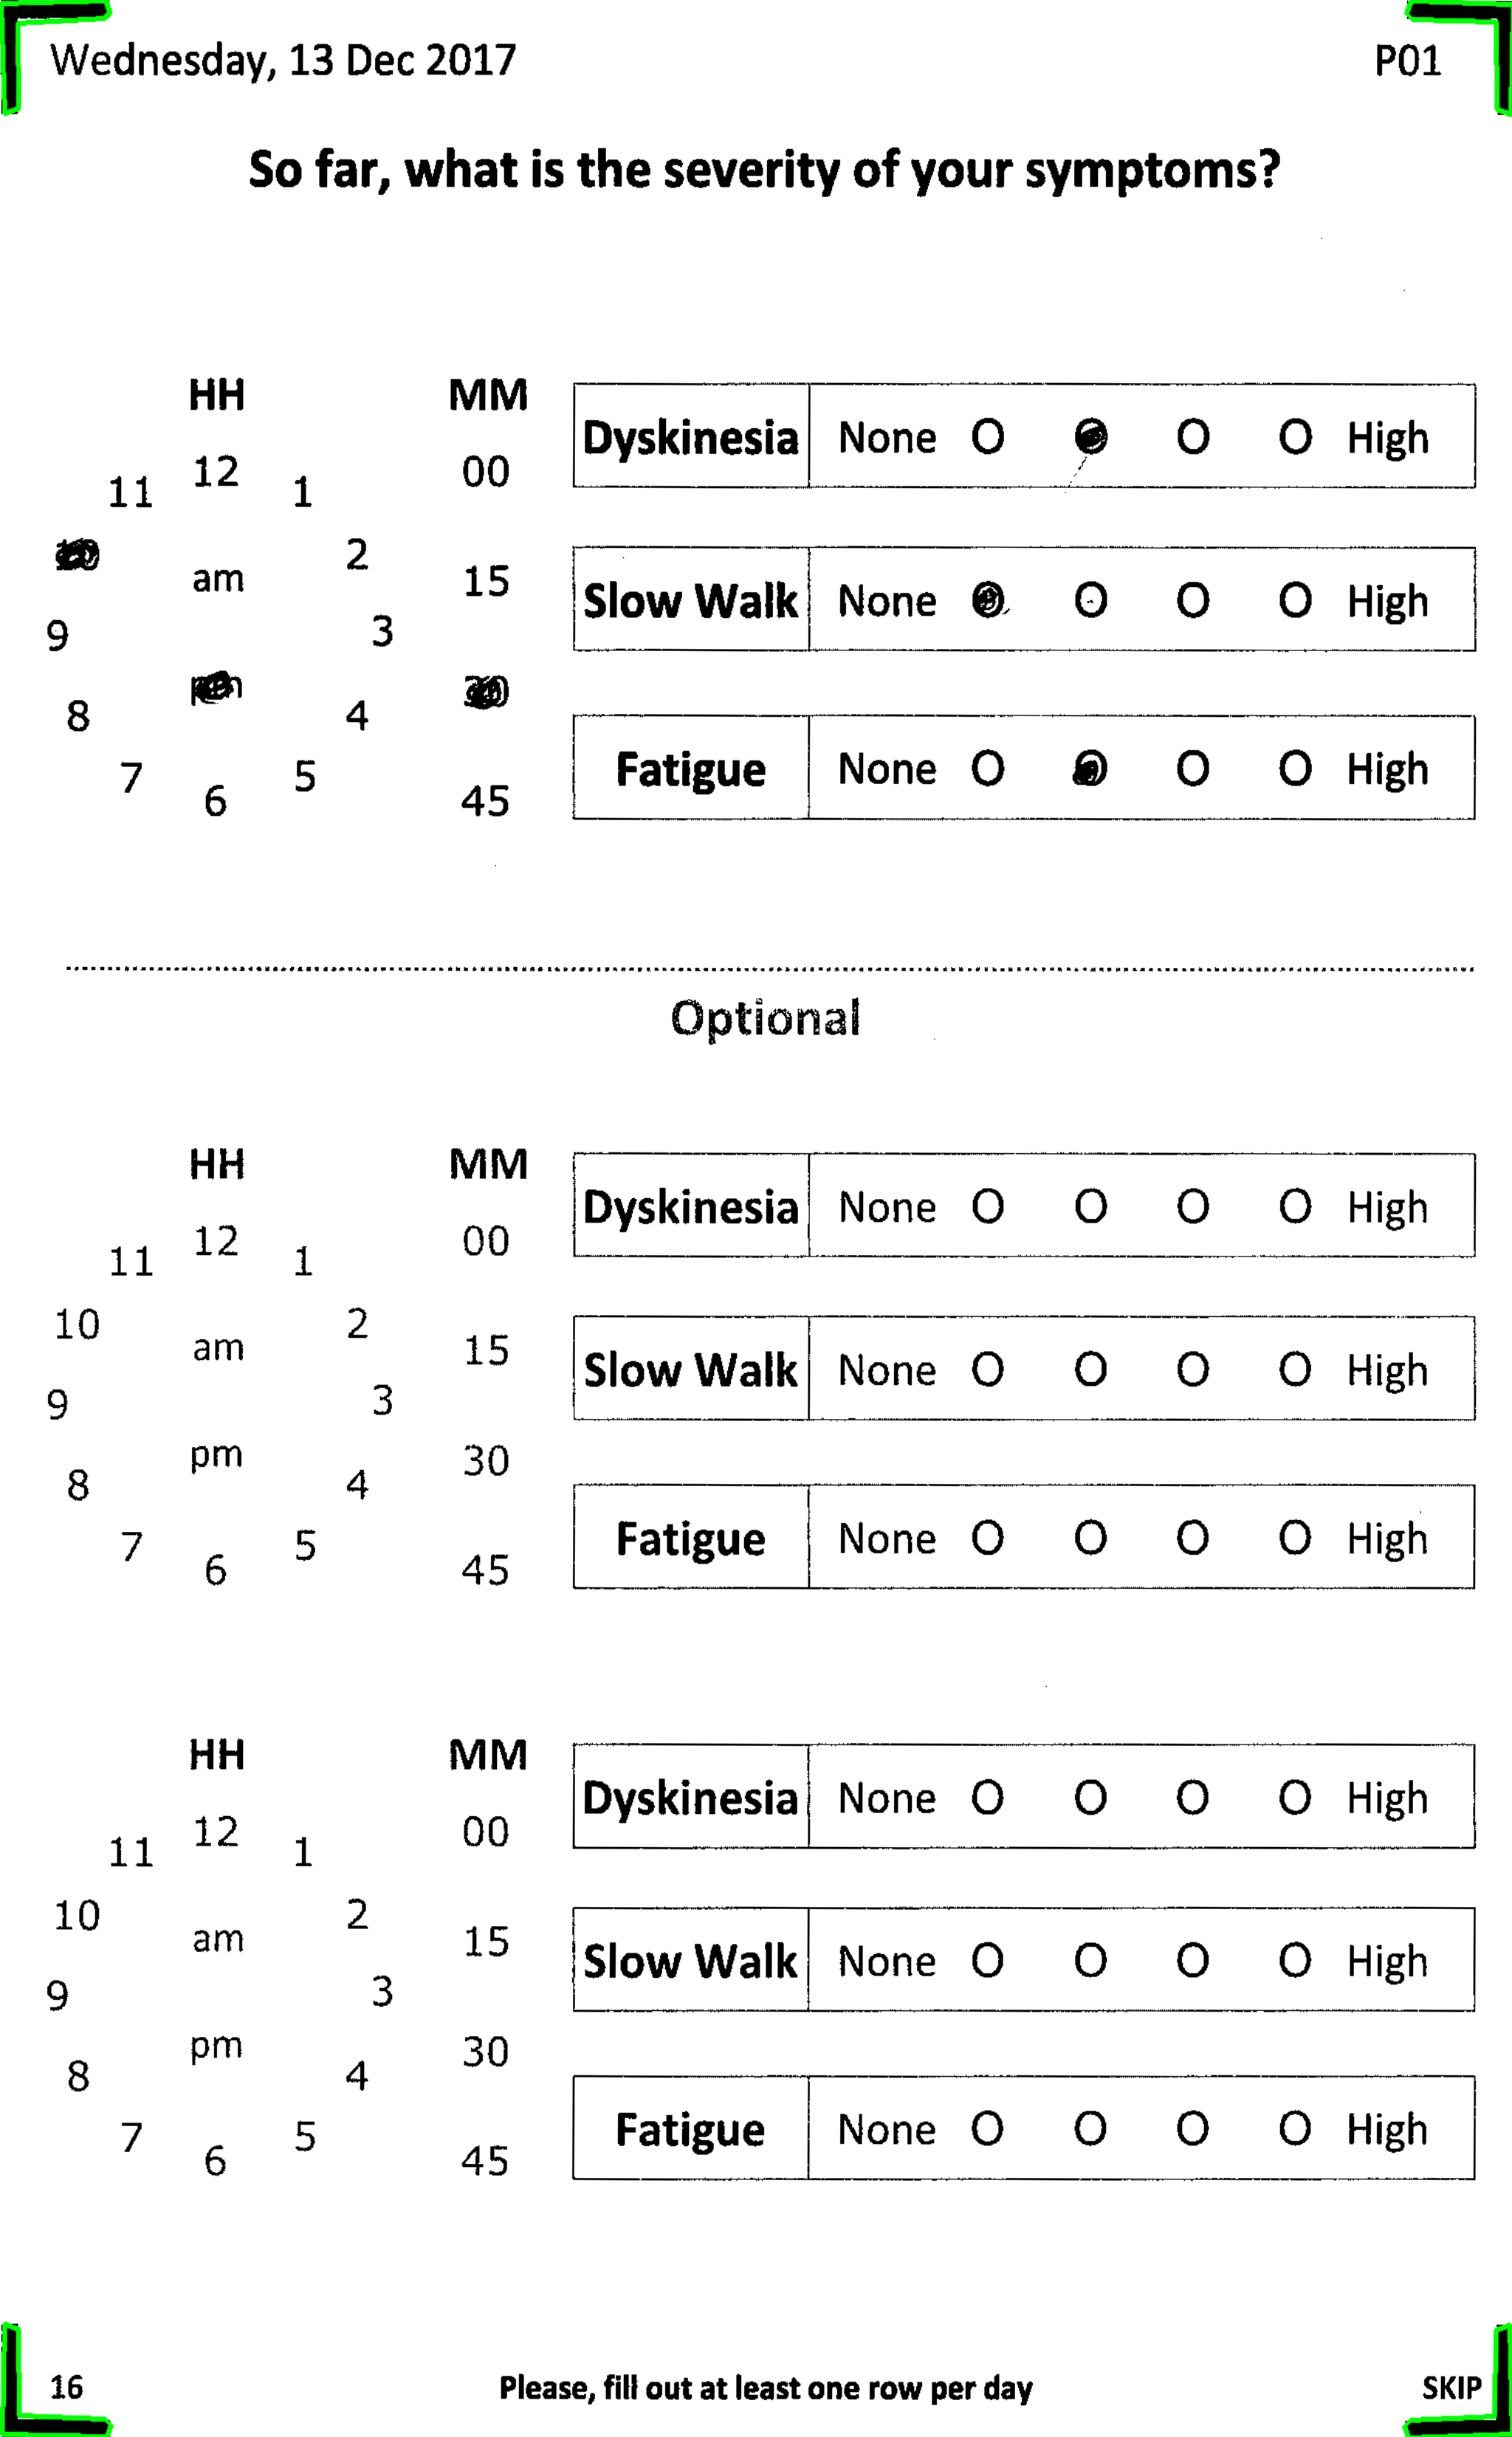 Wednesday, 13 Dec 2017 P01
So far, what is the severity of your symptoms?
HH MM
Dyskinesia None O O O O High
12 00
11 1
10 2
am 15
Slow Walk None O O O O High
9 3
pm 30
8 4
Fatigue None O O O O High
7 5
6 45
Optional
HH MM
Dyskinesia None O O O O High
12 00
11 1
10 2
am 15
Slow Walk None O O O O High
9 3
pm 30
8 4
Fatigue None O O O O High
7 5
6 45
HH MM
Dyskinesia None O O O O High
12 00
11 1
10 2
am 15
Slow Walk None O O O O High
9 3
pm 30
8 4
Fatigue None O O O O High
7 5
6 45
16 Please, fill out at least one row per day SKIP